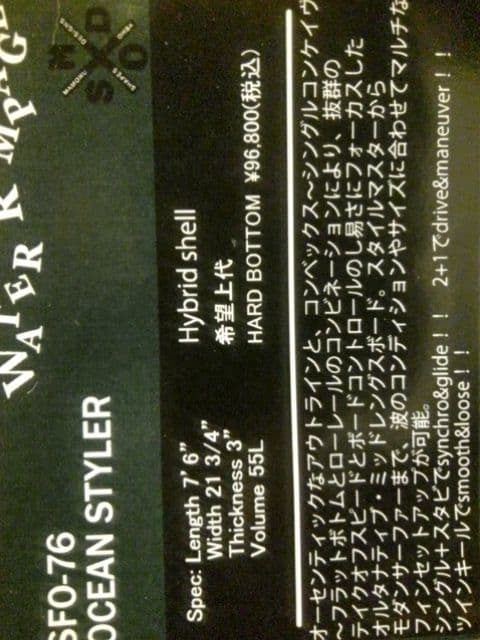 WATER RMPAGE
MXDSO
MAMORU
SHAPES
SFO-76
OCEAN STYLER
Spec: Length 7’6”
Width 21 3/4”
Thickness 3”
Volume 55L
Hybrid shell
希望上代
HARD BOTTOM ¥96,800(税込)
オーセンティックなアウトラインと、コンベックス〜シングルコンケイヴ
〜フラットボトムとローレールのコンビネーションにより、抜群の
テイクオフスピードとボードコントロールのし易さにフォーカスした
オルタナティブ・ミッドレングスボード。スタイルマスターから
モダンサーファーまで、波のコンディションやサイズに合わせてマルチな
フィンセットアップが可能。
シングル+スタビでsynchro&glide！！ 2+1でdrive&maneuver！！
ツインキールでsmooth&loose！！